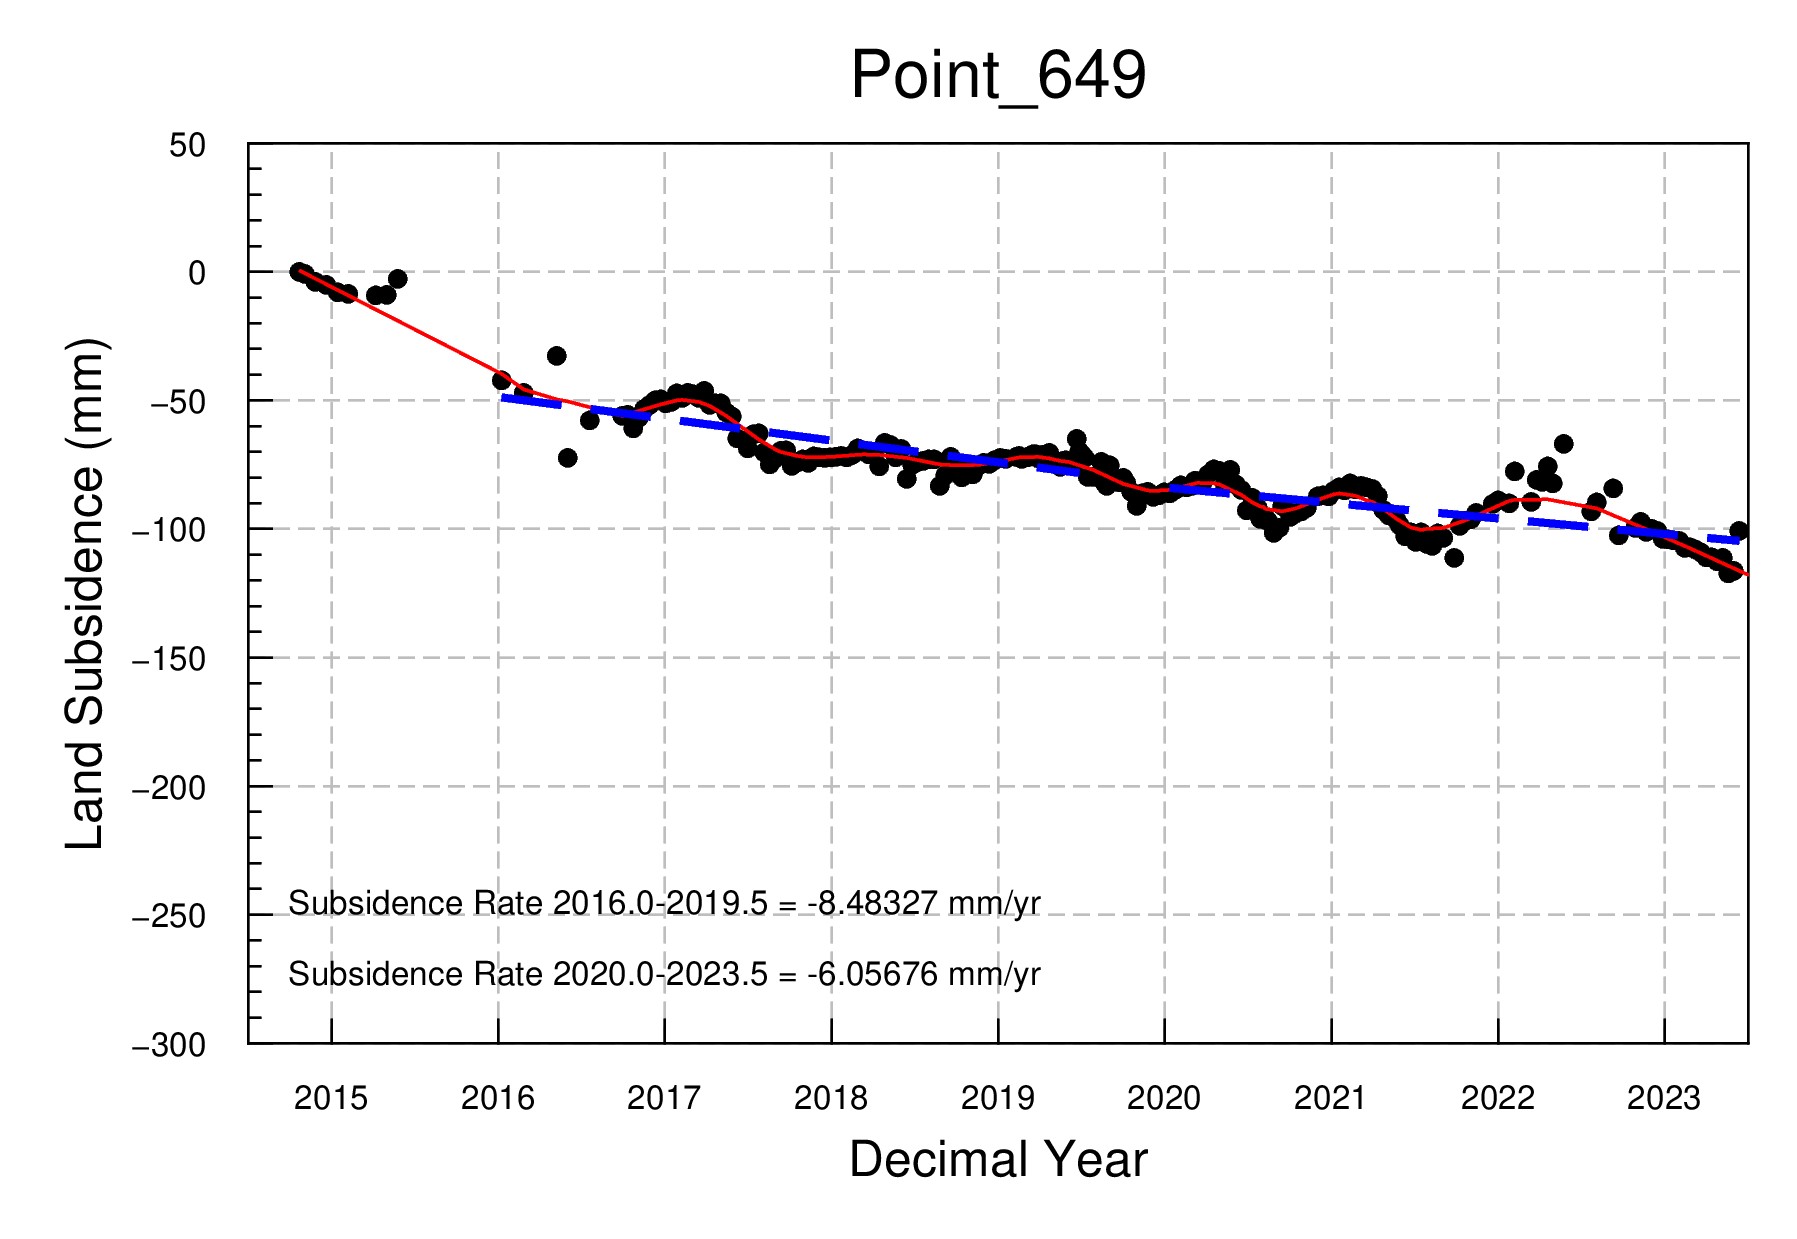 Point_649
50
0
−50
−100
−150
−200
−250
−300
Land Subsidence (mm)
Subsidence Rate 2016.0-2019.5 = -8.48327 mm/yr
Subsidence Rate 2020.0-2023.5 = -6.05676 mm/yr
2015 2016 2017 2018 2019 2020 2021 2022 2023
Decimal Year